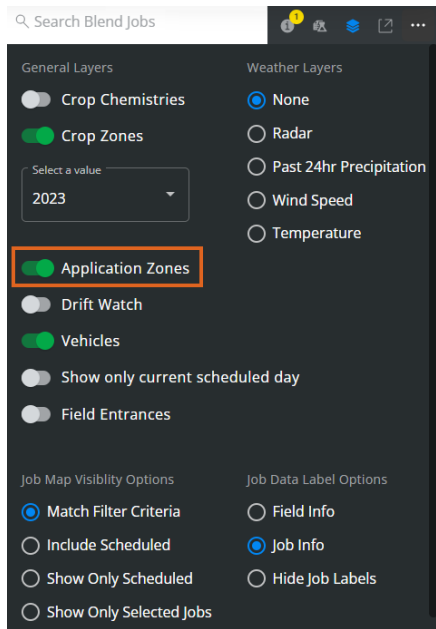 Search Blend Jobs
1
General Layers
Crop Chemistries
Crop Zones
Select a value
2023
Application Zones
Drift Watch
Vehicles
Show only current scheduled day
Field Entrances
Weather Layers
None
Radar
Past 24hr Precipitation
Wind Speed
Temperature
Job Map Visiblity Options
Match Filter Criteria
Include Scheduled
Show Only Scheduled
Show Only Selected Jobs
Job Data Label Options
Field Info
Job Info
Hide Job Labels